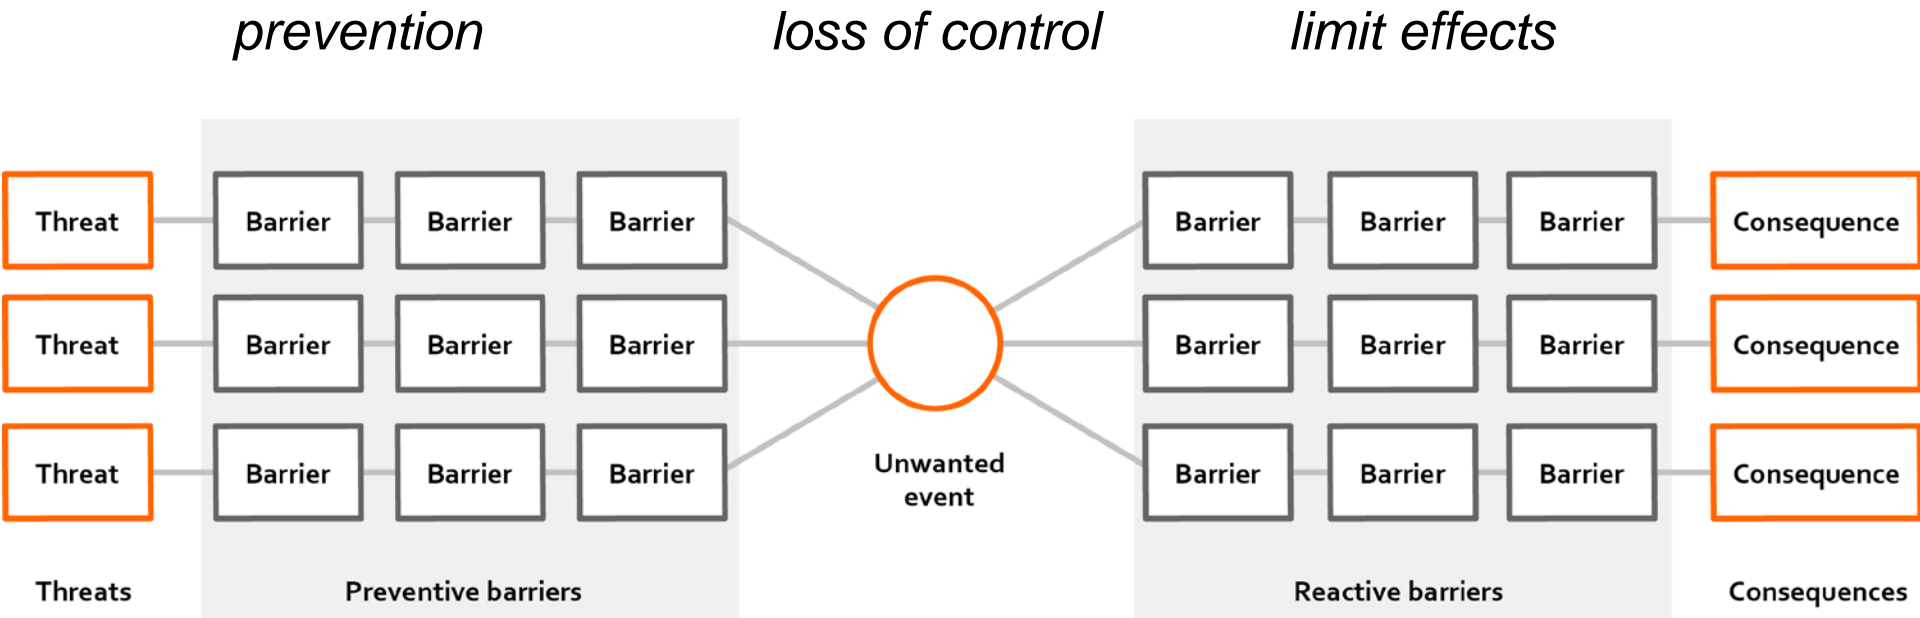 prevention loss of control limit effects
Threat Barrier Barrier Barrier Barrier Barrier Barrier Consequence
Threat Barrier Barrier Barrier Barrier Barrier Barrier Consequence
Threat Barrier Barrier Barrier Barrier Barrier Barrier Consequence
Unwanted
event
Threats Preventive barriers Reactive barriers Consequences